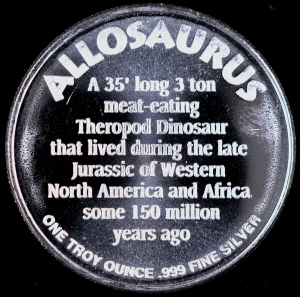 ALLOSAURUS
A 35' long 3 ton
meat-eating
Theropod Dinosaur
that lived during the late
Jurassic of Western
North America and Africa
some 150 million
years ago
ONE TROY OUNCE .999 FINE SILVER